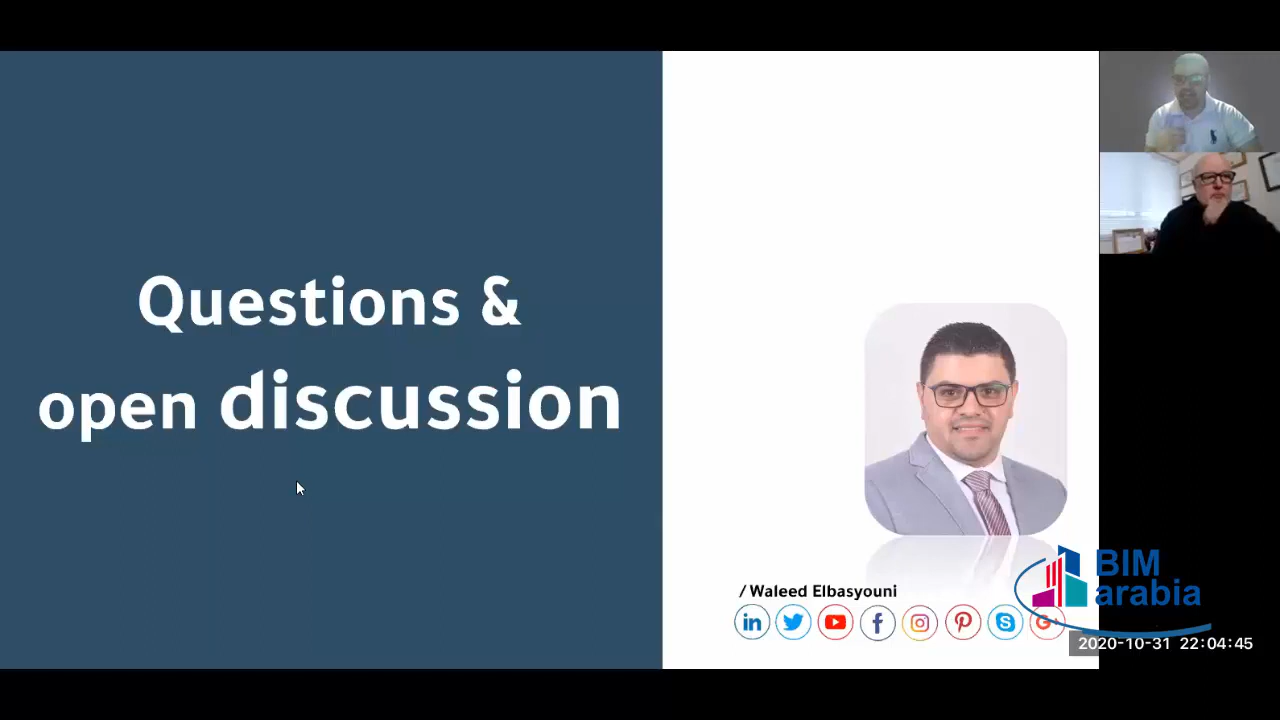 Questions &
open discussion
/ Waleed Elbasyouni
BIM
arabia
2020-10-31 22:04:45